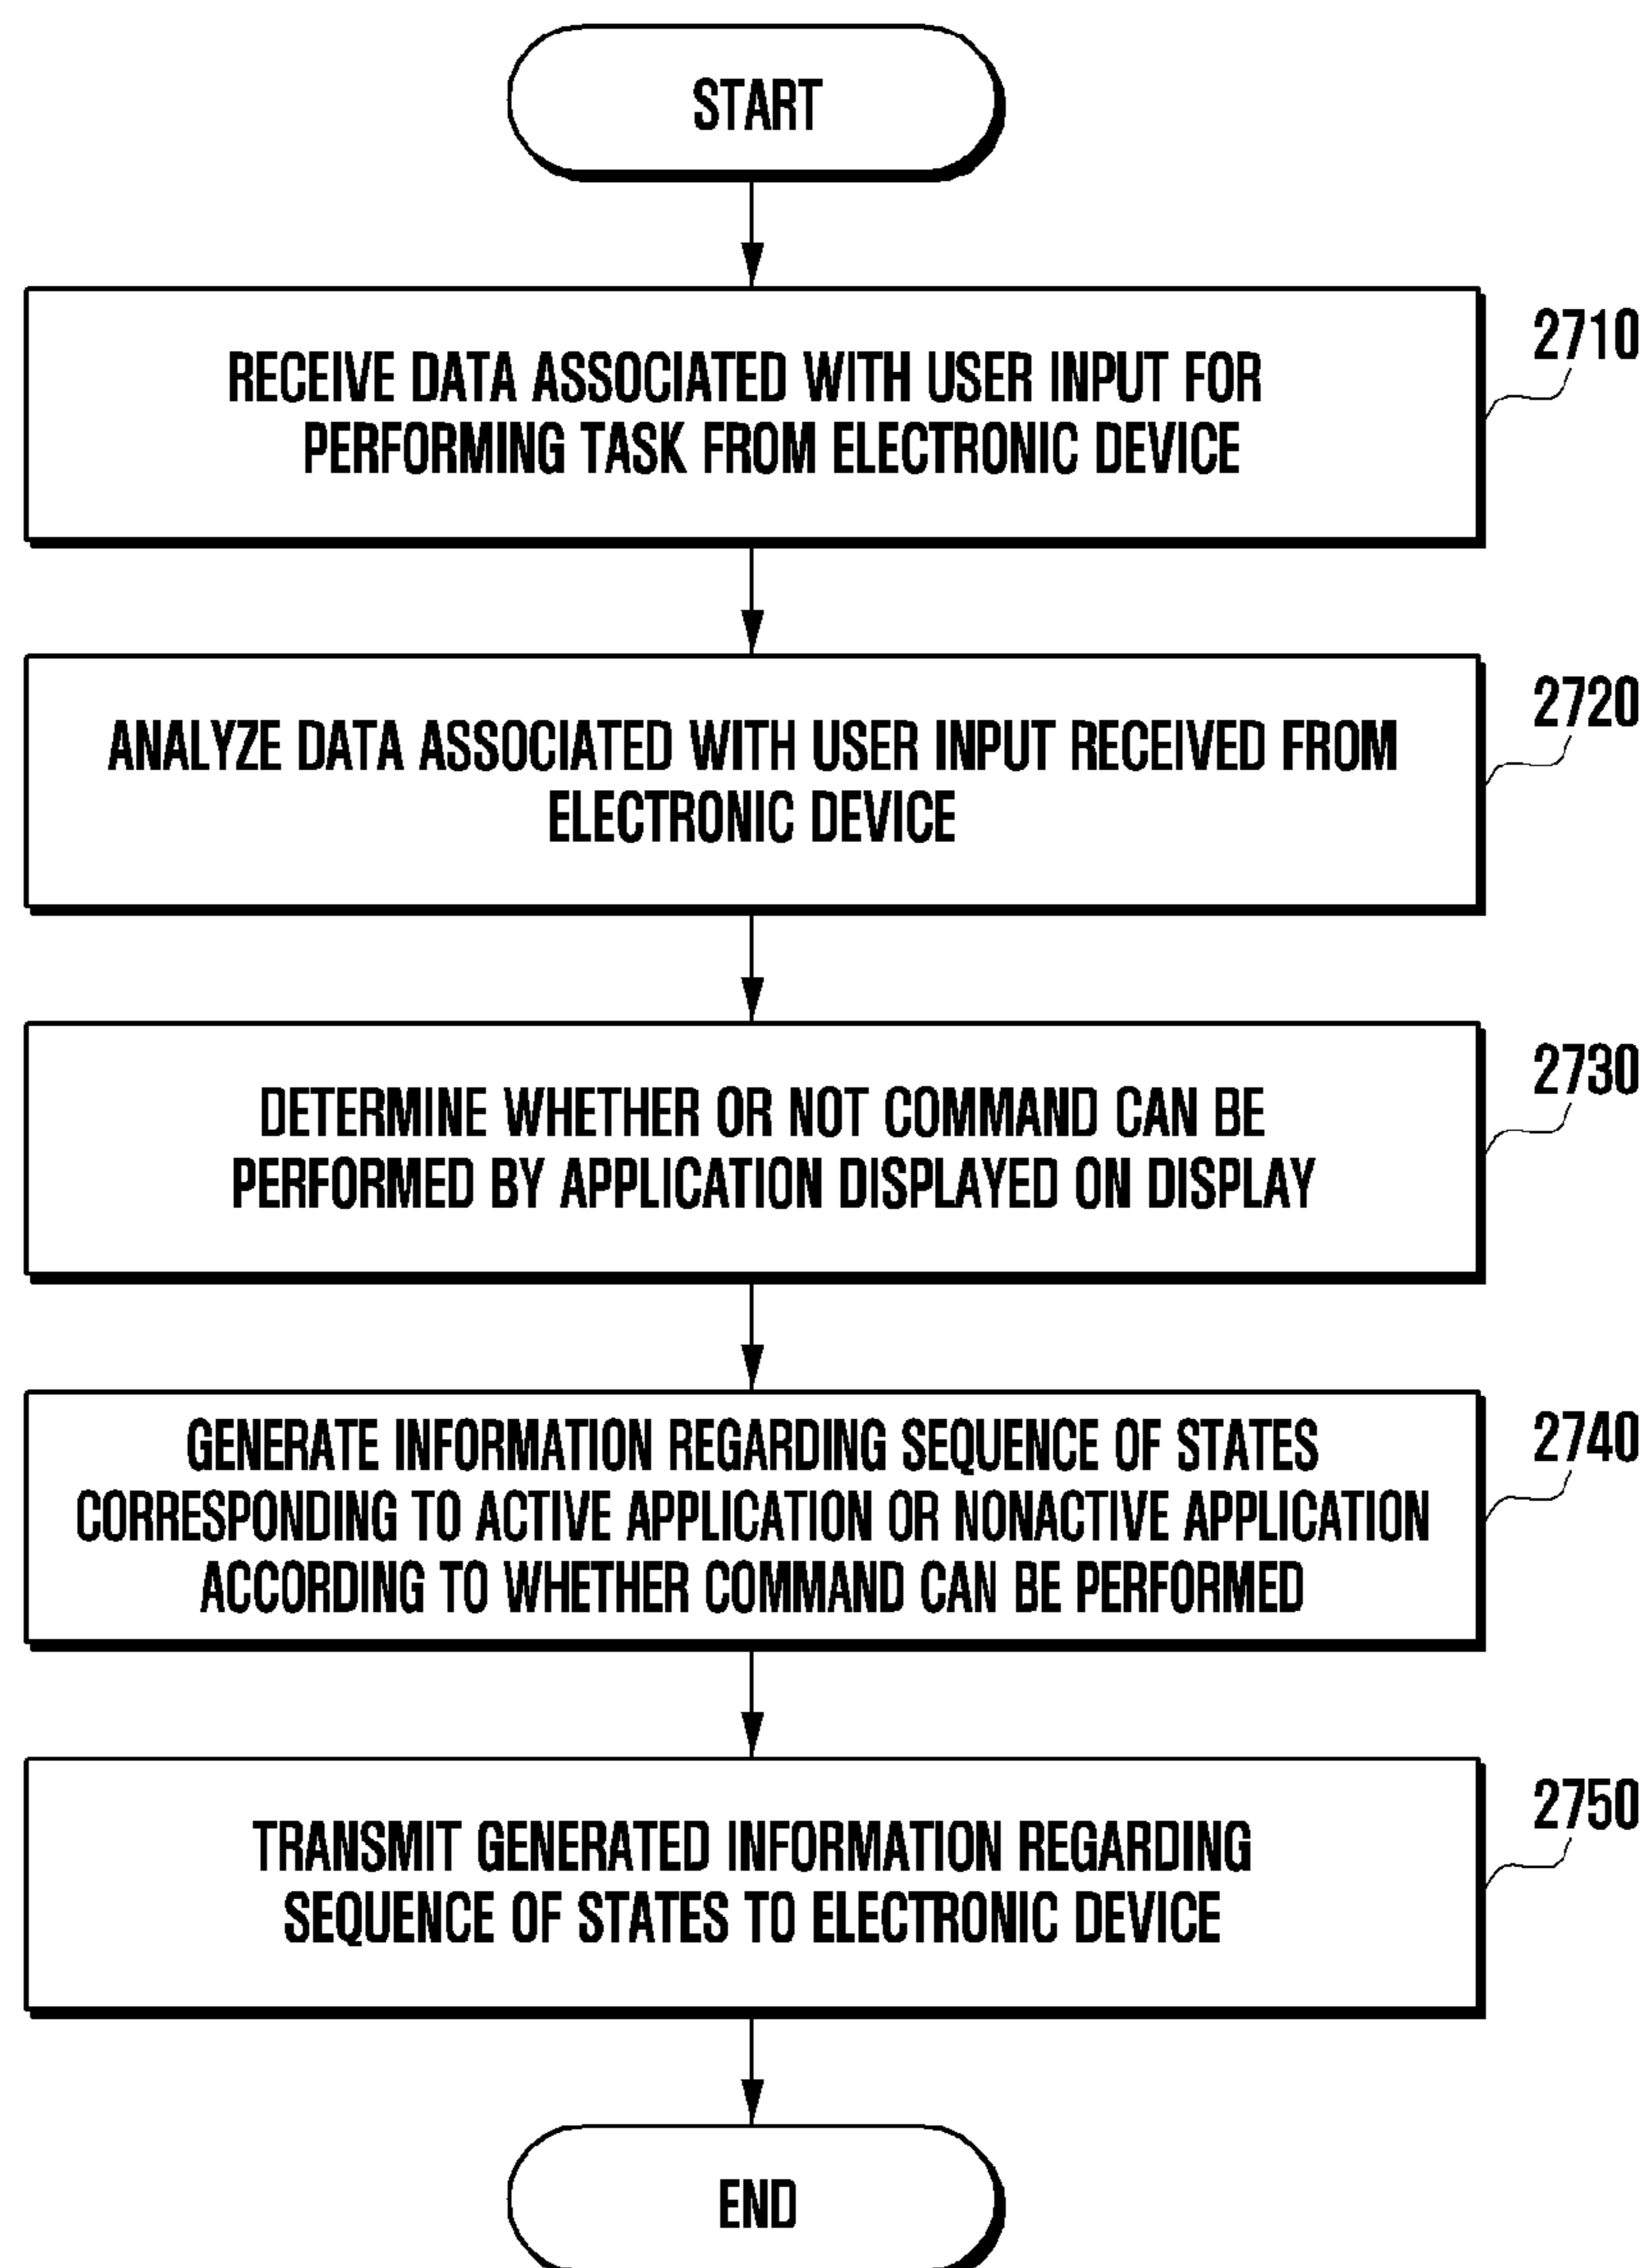 START
2710
RECEIVE DATA ASSOCIATED WITH USER INPUT FOR
PERFORMING TASK FROM ELECTRONIC DEVICE
2720
ANALYZE DATA ASSOCIATED WITH USER INPUT RECEIVED FROM
ELECTRONIC DEVICE
2730
DETERMINE WHETHER OR NOT COMMAND CAN BE
PERFORMED BY APPLICATION DISPLAYED ON DISPLAY
2740
GENERATE INFORMATION REGARDING SEQUENCE OF STATES
CORRESPONDING TO ACTIVE APPLICATION OR NONACTIVE APPLICATION
ACCORDING TO WHETHER COMMAND CAN BE PERFORMED
2750
TRANSMIT GENERATED INFORMATION REGARDING
SEQUENCE OF STATES TO ELECTRONIC DEVICE
END